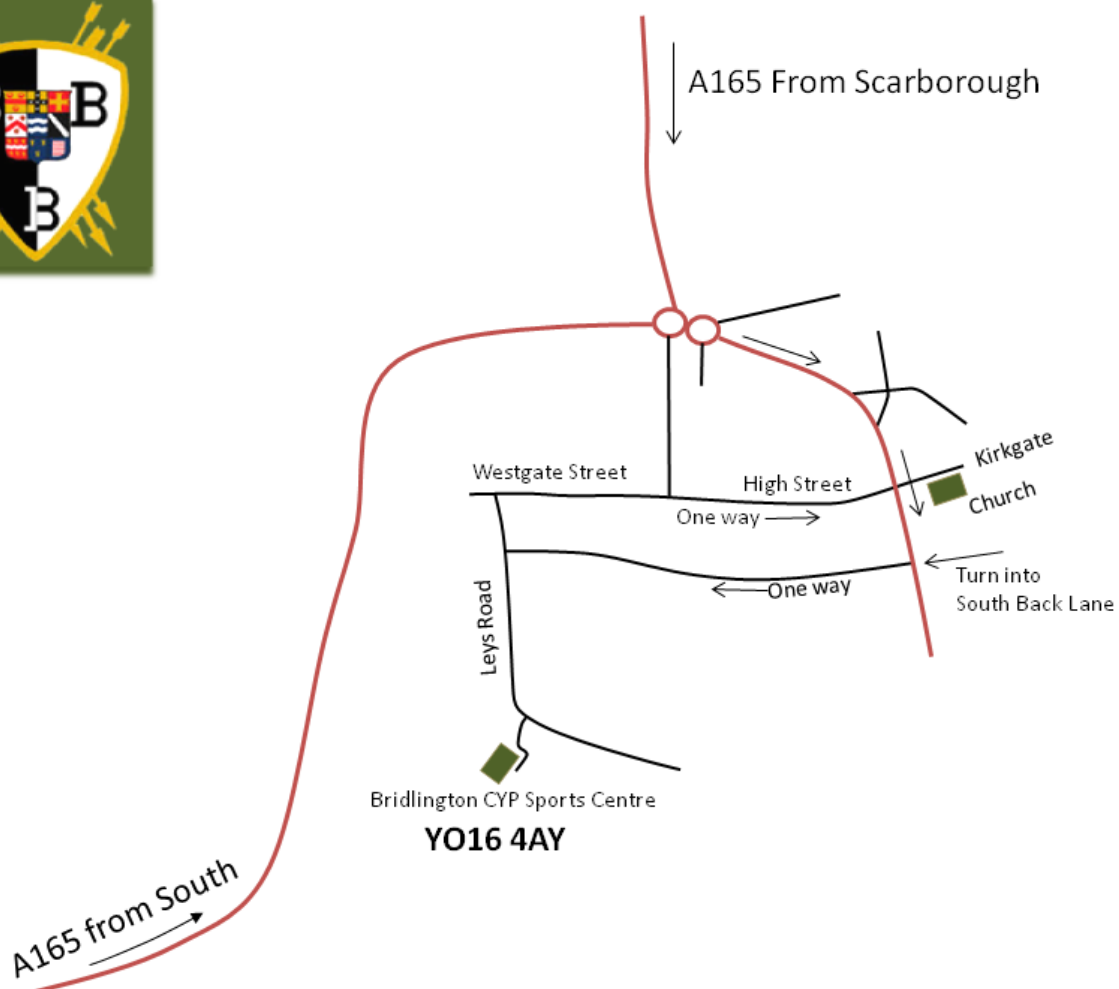 B
B
A165 From Scarborough
Kirkgate
Westgate Street
High Street
Church
One way
Turn into
South Back Lane
One way
Leys Road
Bridlington CYP Sports Centre
YO16 4AY
A165 from South